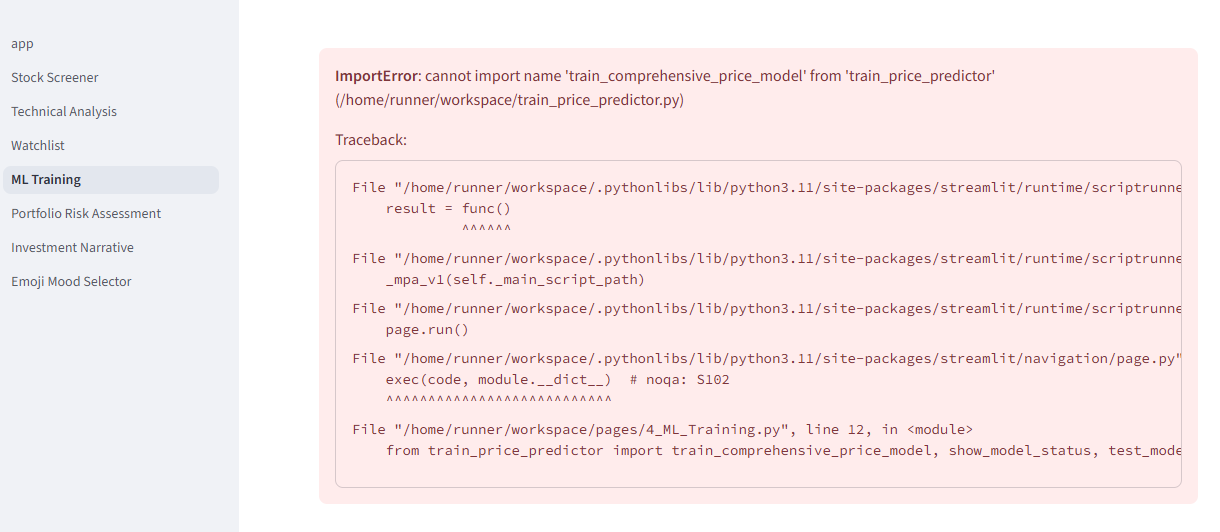 app
Stock Screener
Technical Analysis
Watchlist
ML Training
Portfolio Risk Assessment
Investment Narrative
Emoji Mood Selector
ImportError: cannot import name 'train_comprehensive_price_model' from 'train_price_predictor'
(/home/runner/workspace/train_price_predictor.py)
Traceback:
File "/home/runner/workspace/.pythonlibs/lib/python3.11/site-packages/streamlit/runtime/scriptrunne
result = func()
^^^^^^
File "/home/runner/workspace/.pythonlibs/lib/python3.11/site-packages/streamlit/runtime/scriptrunne
_mpa_v1(self._main_script_path)
File "/home/runner/workspace/.pythonlibs/lib/python3.11/site-packages/streamlit/runtime/scriptrunne
page.run()
File "/home/runner/workspace/.pythonlibs/lib/python3.11/site-packages/streamlit/navigation/page.py"
exec(code, module.__dict__)  # noqa: S102
^^^^^^^^^^^^^^^^^^^^^^^^^^^
File "/home/runner/workspace/pages/4_ML_Training.py", line 12, in <module>
from train_price_predictor import train_comprehensive_price_model, show_model_status, test_mode